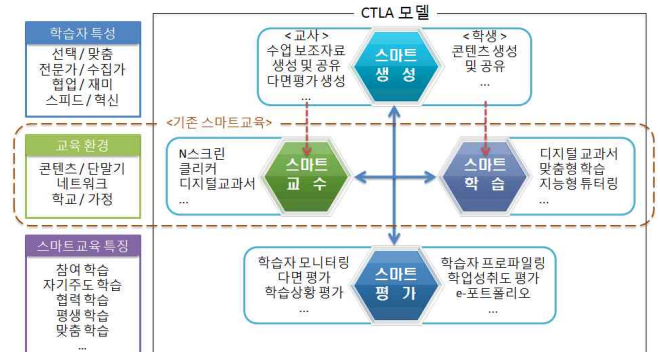 CTLA 모델
학습자 특성
선택 / 맞춤
전문가 / 수집가
협업 / 재미
스피드 / 혁신
< 교사 >
수업 보조자료
생성 및 공유
다면평가 생성
...
스마트
생 성
< 학생 >
콘텐츠 생성
및 공유
...
<기존 스마트교육>
교육 환경
콘텐츠 / 단말기
네트워크
학교 / 가정
N스크린
클리커
디지털교과서
...
스마트
교 수
스마트
학 습
디지털 교과서
맞춤형 학습
지능형 튜터링
...
스마트교육 특징
참여 학습
자기주도 학습
협력 학습
평생 학습
맞춤 학습
...
학습자 모니터링
다면 평가
학습상황 평가
...
스마트
평 가
학습자 프로파일링
학업성취도 평가
e-포트폴리오
...